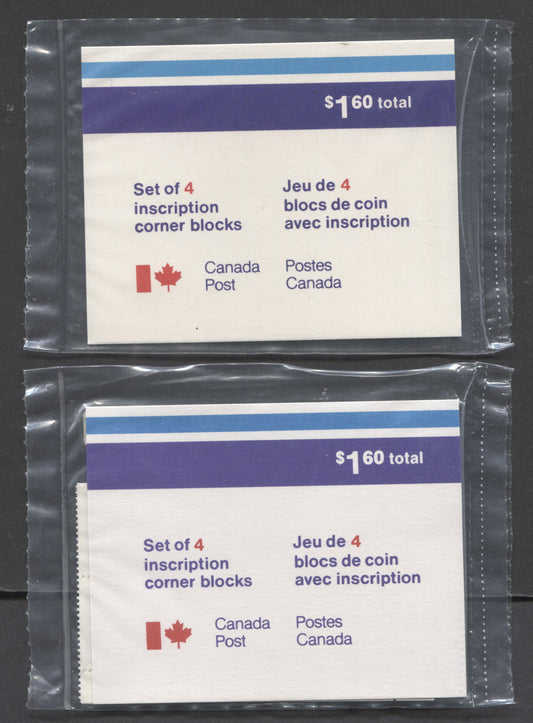 $1 60 total
Set of 4
inscription
corner blocks
Jeu de 4
blocs de coin
avec inscription
Canada
Post
Postes
Canada
$1 60 total
Set of 4
inscription
corner blocks
Jeu de 4
blocs de coin
avec inscription
Canada
Post
Postes
Canada